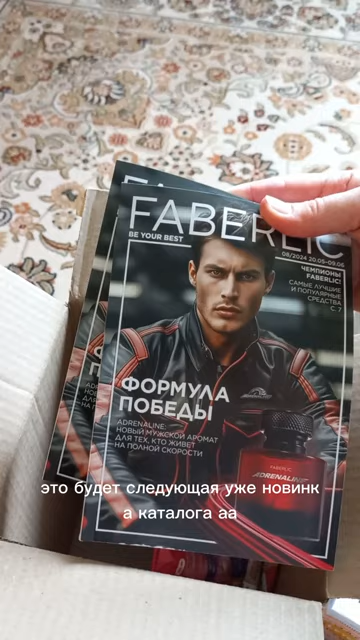 FABERLIC
BE YOUR BEST
08/2024 20.05-09.06
ЧЕМПИОНЫ
FABERLIC!
САМЫЕ ЛУЧШИЕ
И ПОПУЛЯРНЫЕ
СРЕДСТВА
С 7
ФОРМУЛА
ПОБЕДЫ
ADRENALINE:
НОВЫЙ МУЖСКОЙ АРОМАТ
ДЛЯ ТЕХ, КТО ЖИВЕТ
НА ПОЛНОЙ СКОРОСТИ
FABERLIC
ADRENALINE
это будет следующая уже новинк
а каталога аа